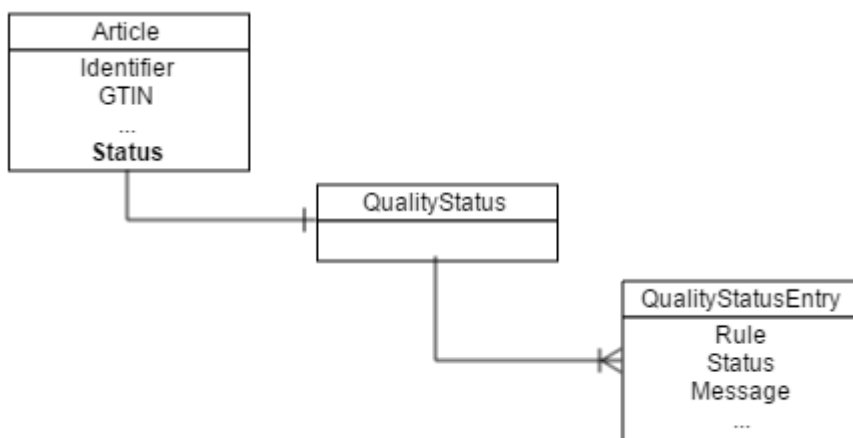 Article
Identifier
GTIN
...
Status
QualityStatus
QualityStatusEntry
Rule
Status
Message
...